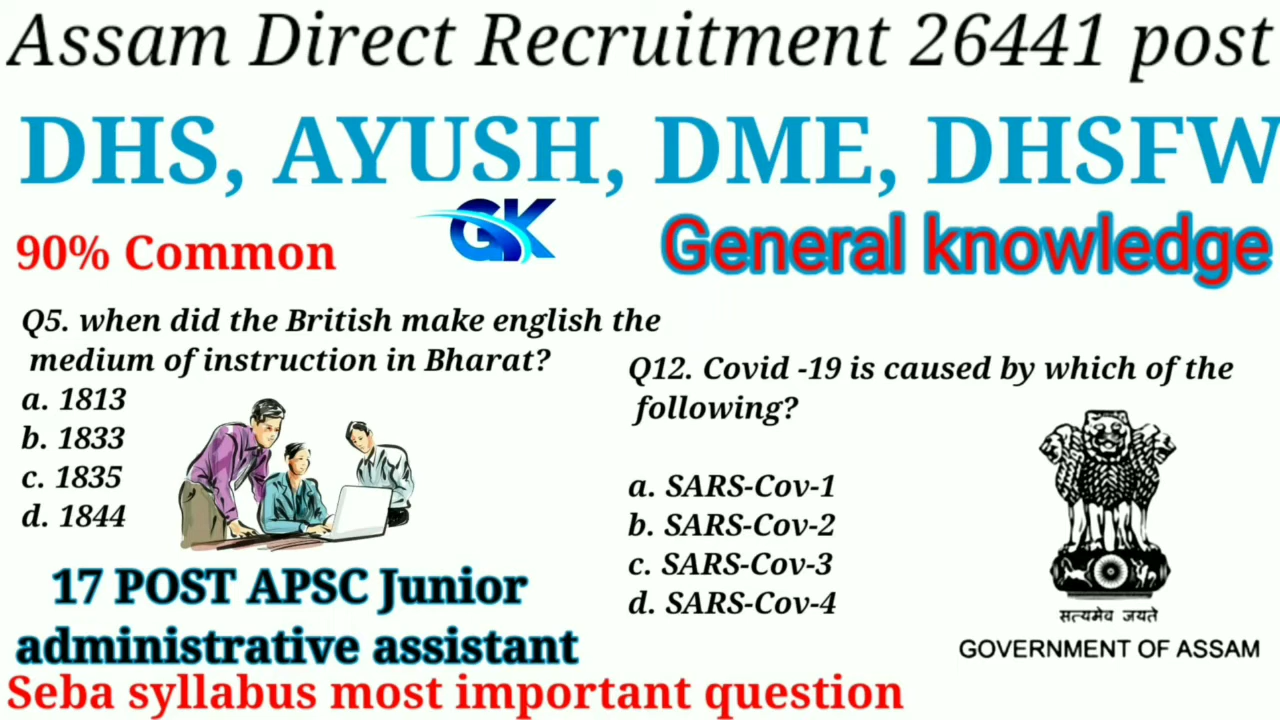 Assam Direct Recruitment 26441 post
DHS, AYUSH, DME, DHSFW
GK
90% Common
General knowledge
Q5. when did the British make english the
medium of instruction in Bharat?
a. 1813
b. 1833
c. 1835
d. 1844
Q12. Covid -19 is caused by which of the
following?
a. SARS-Cov-1
b. SARS-Cov-2
c. SARS-Cov-3
d. SARS-Cov-4
सत्यमेव जयते
GOVERNMENT OF ASSAM
17 POST APSC Junior
administrative assistant
Seba syllabus most important question